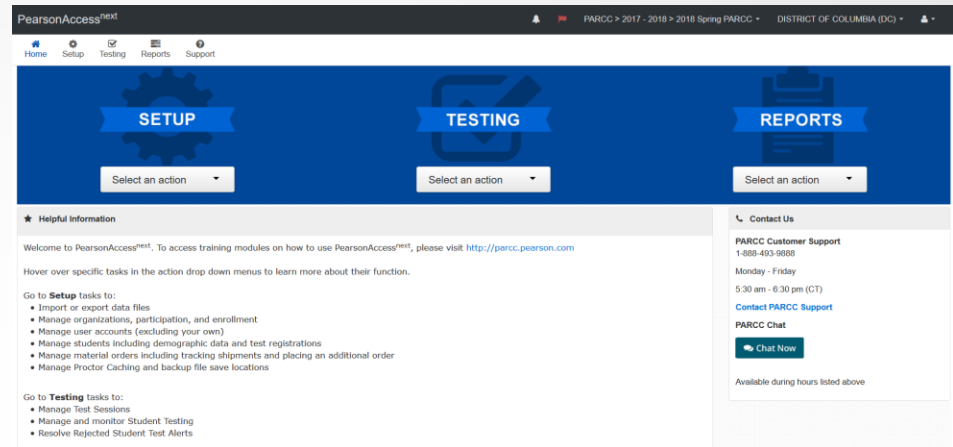 PearsonAccessnext
PARCC > 2017 - 2018 > 2018 Spring PARCC
DISTRICT OF COLUMBIA (DC)
Home Setup Testing Reports Support
SETUP TESTING REPORTS
Select an action Select an action Select an action
Helpful Information
Welcome to PearsonAccessnext. To access training modules on how to use PearsonAccessnext, please visit http://parcc.pearson.com
Hover over specific tasks in the action drop down menus to learn more about their function.
Go to Setup tasks to:
• Import or export data files
• Manage organizations, participation, and enrollment
• Manage user accounts (excluding your own)
• Manage students including demographic data and test registrations
• Manage material orders including tracking shipments and placing an additional order
• Manage Proctor Caching and backup file save locations
Go to Testing tasks to:
• Manage Test Sessions
• Manage and monitor Student Testing
• Resolve Rejected Student Test Alerts
Contact Us
PARCC Customer Support
1-888-493-9888
Monday - Friday
5:30 am - 6:30 pm (CT)
Contact PARCC Support
PARCC Chat
Chat Now
Available during hours listed above